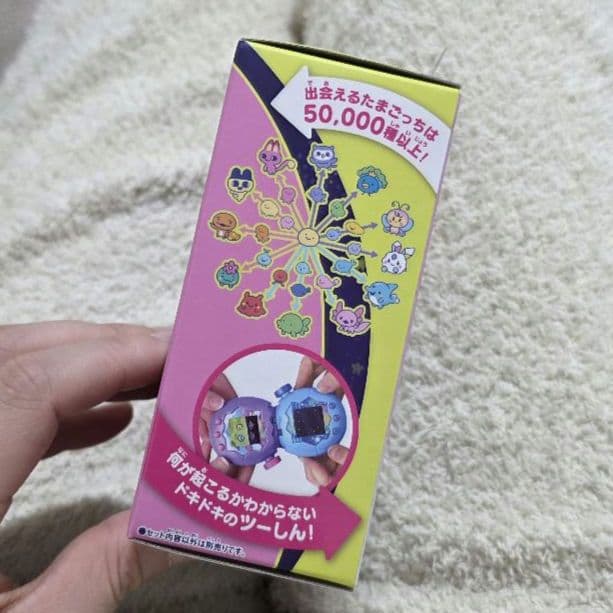 出会えるたまごっちは
50,000種以上!
何が起こるかわからない
ドキドキのツーしん!
●セット内容以外は別売りです。